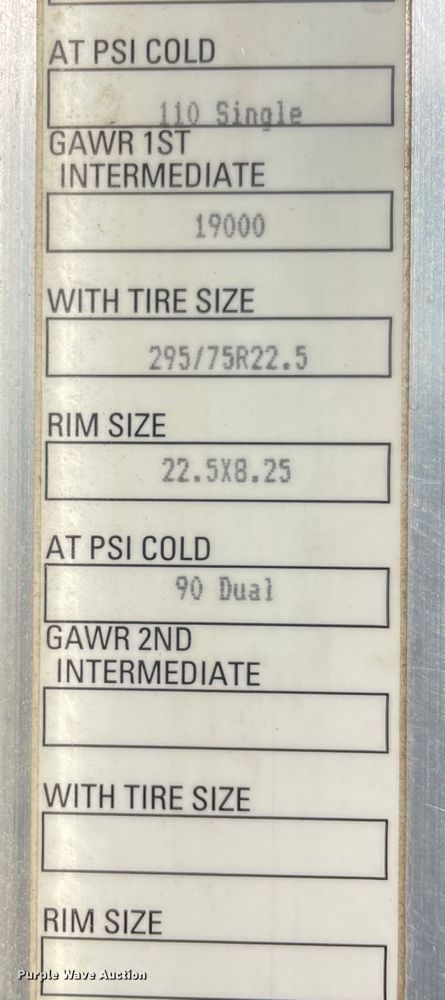 AT PSI COLD
110 Single
GAWR 1ST
INTERMEDIATE
19000
WITH TIRE SIZE
295/75R22.5
RIM SIZE
22.5X8.25
AT PSI COLD
90 Dual
GAWR 2ND
INTERMEDIATE
WITH TIRE SIZE
RIM SIZE
Purple Wave Auction